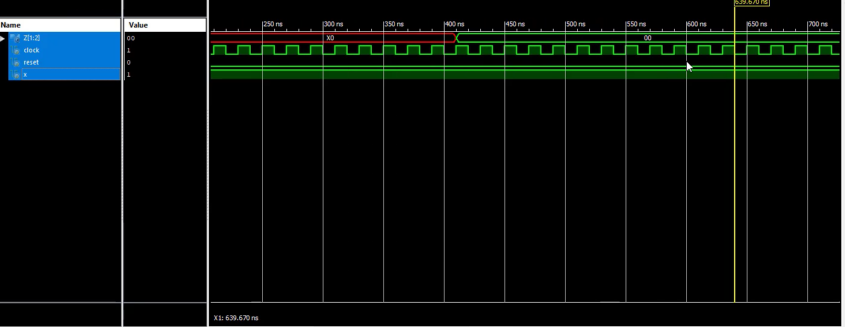 639.670 ns
Name Value
250 ns 300 ns 350 ns 400 ns 450 ns 500 ns 550 ns 600 ns 650 ns 700 ns
Z[1:2] 00 X0 00
clock 1
reset 0
x 1
X1: 639.670 ns